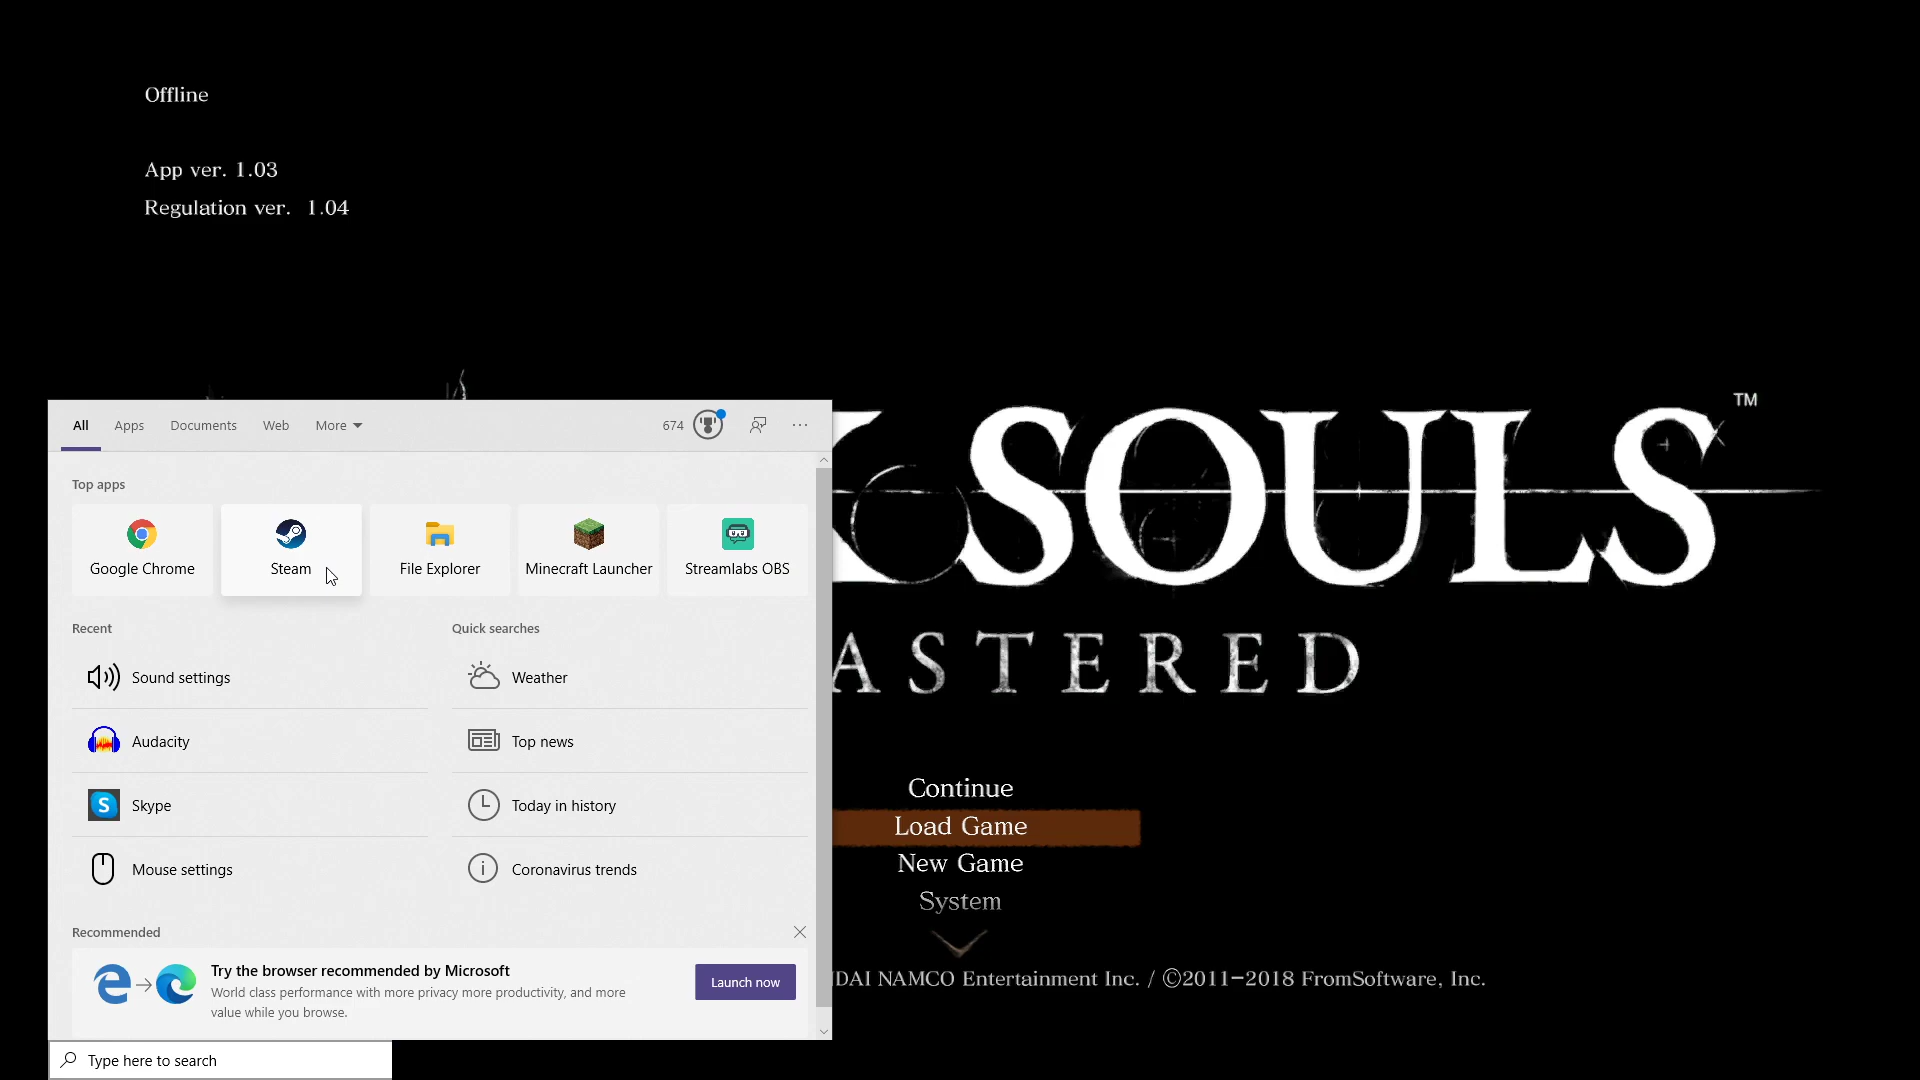 Offline
App ver. 1.03
Regulation ver. 1.04
All Apps Documents Web More 674
Top apps
Google Chrome Steam File Explorer Minecraft Launcher Streamlabs OBS
Recent Quick searches
Sound settings Weather
Audacity Top news
Skype Today in history
Mouse settings Coronavirus trends
Recommended
Try the browser recommended by Microsoft
World class performance with more privacy more productivity, and more
value while you browse.
Launch now
Type here to search
SOULS™
ASTERED
Continue
Load Game
New Game
System
DAI NAMCO Entertainment Inc. / ©2011-2018 FromSoftware, Inc.